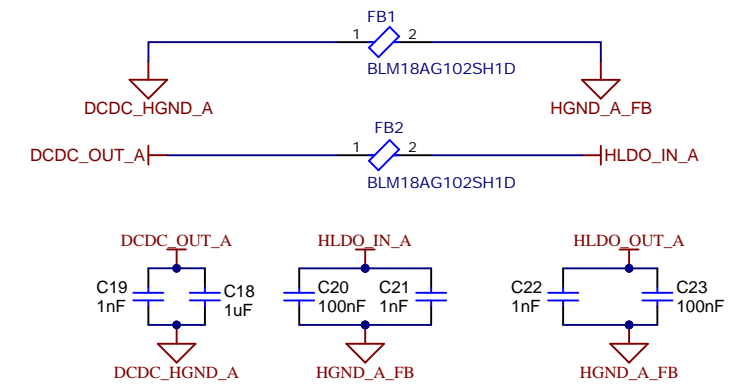 FB1
1 2
BLM18AG102SH1D
DCDC_HGND_A
HGND_A_FB
FB2
1 2
DCDC_OUT_A
HLDO_IN_A
BLM18AG102SH1D
DCDC_OUT_A
HLDO_IN_A
HLDO_OUT_A
C19
1nF
C18
1uF
C20
100nF
C21
1nF
C22
1nF
C23
100nF
DCDC_HGND_A
HGND_A_FB
HGND_A_FB